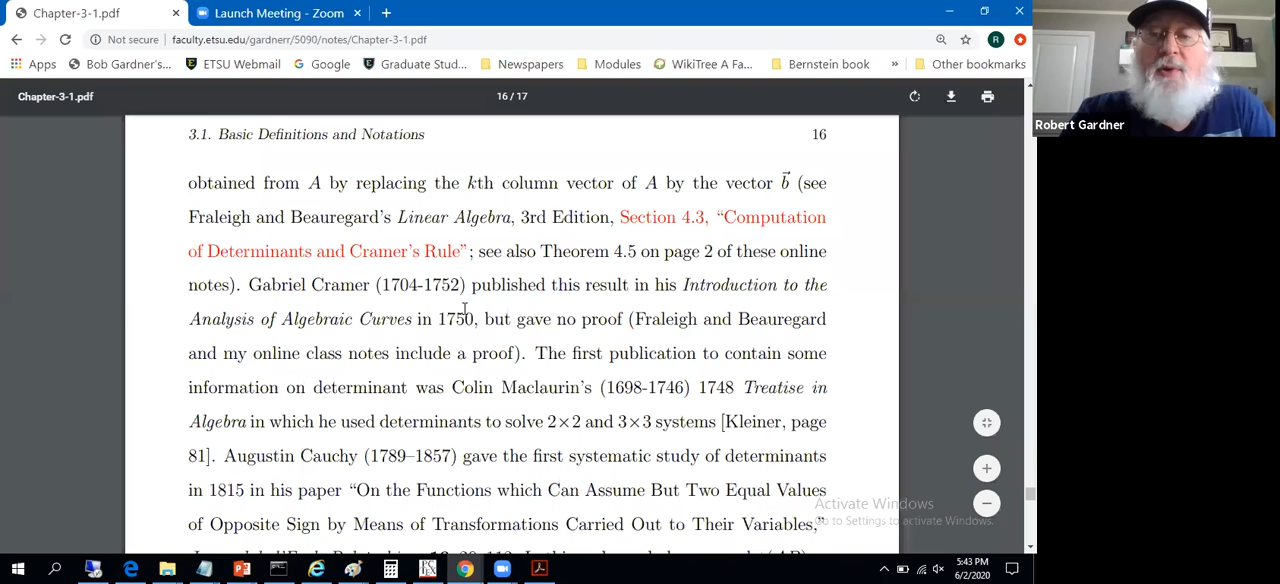 Chapter-3-1.pdf
Launch Meeting - Zoom
Not secure | faculty.etsu.edu/gardnerr/5090/notes/Chapter-3-1.pdf
R
Apps Bob Gardner's... ETSU Webmail Google Graduate Stud... Newspapers Modules WikiTree A Fa... Bernstein book » Other bookmarks
Chapter-3-1.pdf 16 / 17
Robert Gardner
3.1. Basic Definitions and Notations 16
obtained from A by replacing the kth column vector of A by the vector b⃗ (see
Fraleigh and Beauregard's Linear Algebra, 3rd Edition, Section 4.3, “Computation
of Determinants and Cramer's Rule”; see also Theorem 4.5 on page 2 of these online
notes). Gabriel Cramer (1704-1752) published this result in his Introduction to the
Analysis of Algebraic Curves in 1750, but gave no proof (Fraleigh and Beauregard
and my online class notes include a proof). The first publication to contain some
information on determinant was Colin Maclaurin's (1698-1746) 1748 Treatise in
Algebra in which he used determinants to solve 2×2 and 3×3 systems [Kleiner, page
81]. Augustin Cauchy (1789–1857) gave the first systematic study of determinants
in 1815 in his paper “On the Functions which Can Assume But Two Equal Values
of Opposite Sign by Means of Transformations Carried Out to Their Variables,”
Activate Windows
Go to Settings to activate Windows.
5:43 PM
6/2/2020